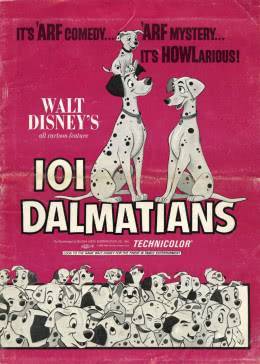 IT'S 'ARF COMEDY... 'ARF MYSTERY...
IT'S HOWLARIOUS!
WALT
DISNEY'S
all cartoon feature
101
DALMATIANS
TECHNICOLOR®